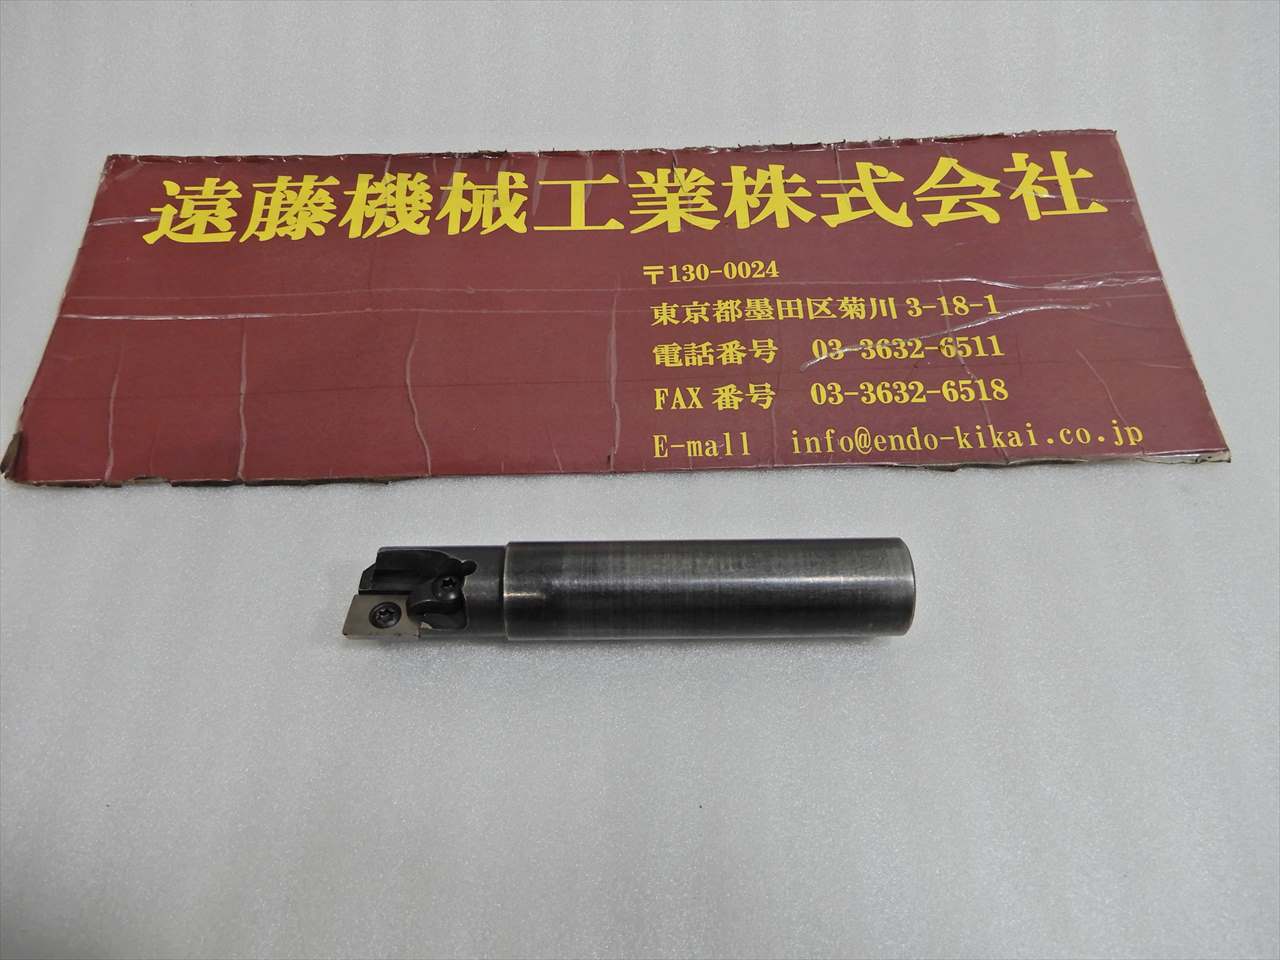 遠藤機械工業株式会社
〒130-0024
東京都墨田区菊川 3-18-1
電話番号 03-3632-6511
FAX 番号 03-3632-6518
E-mall info@endo-kikai.co.jp